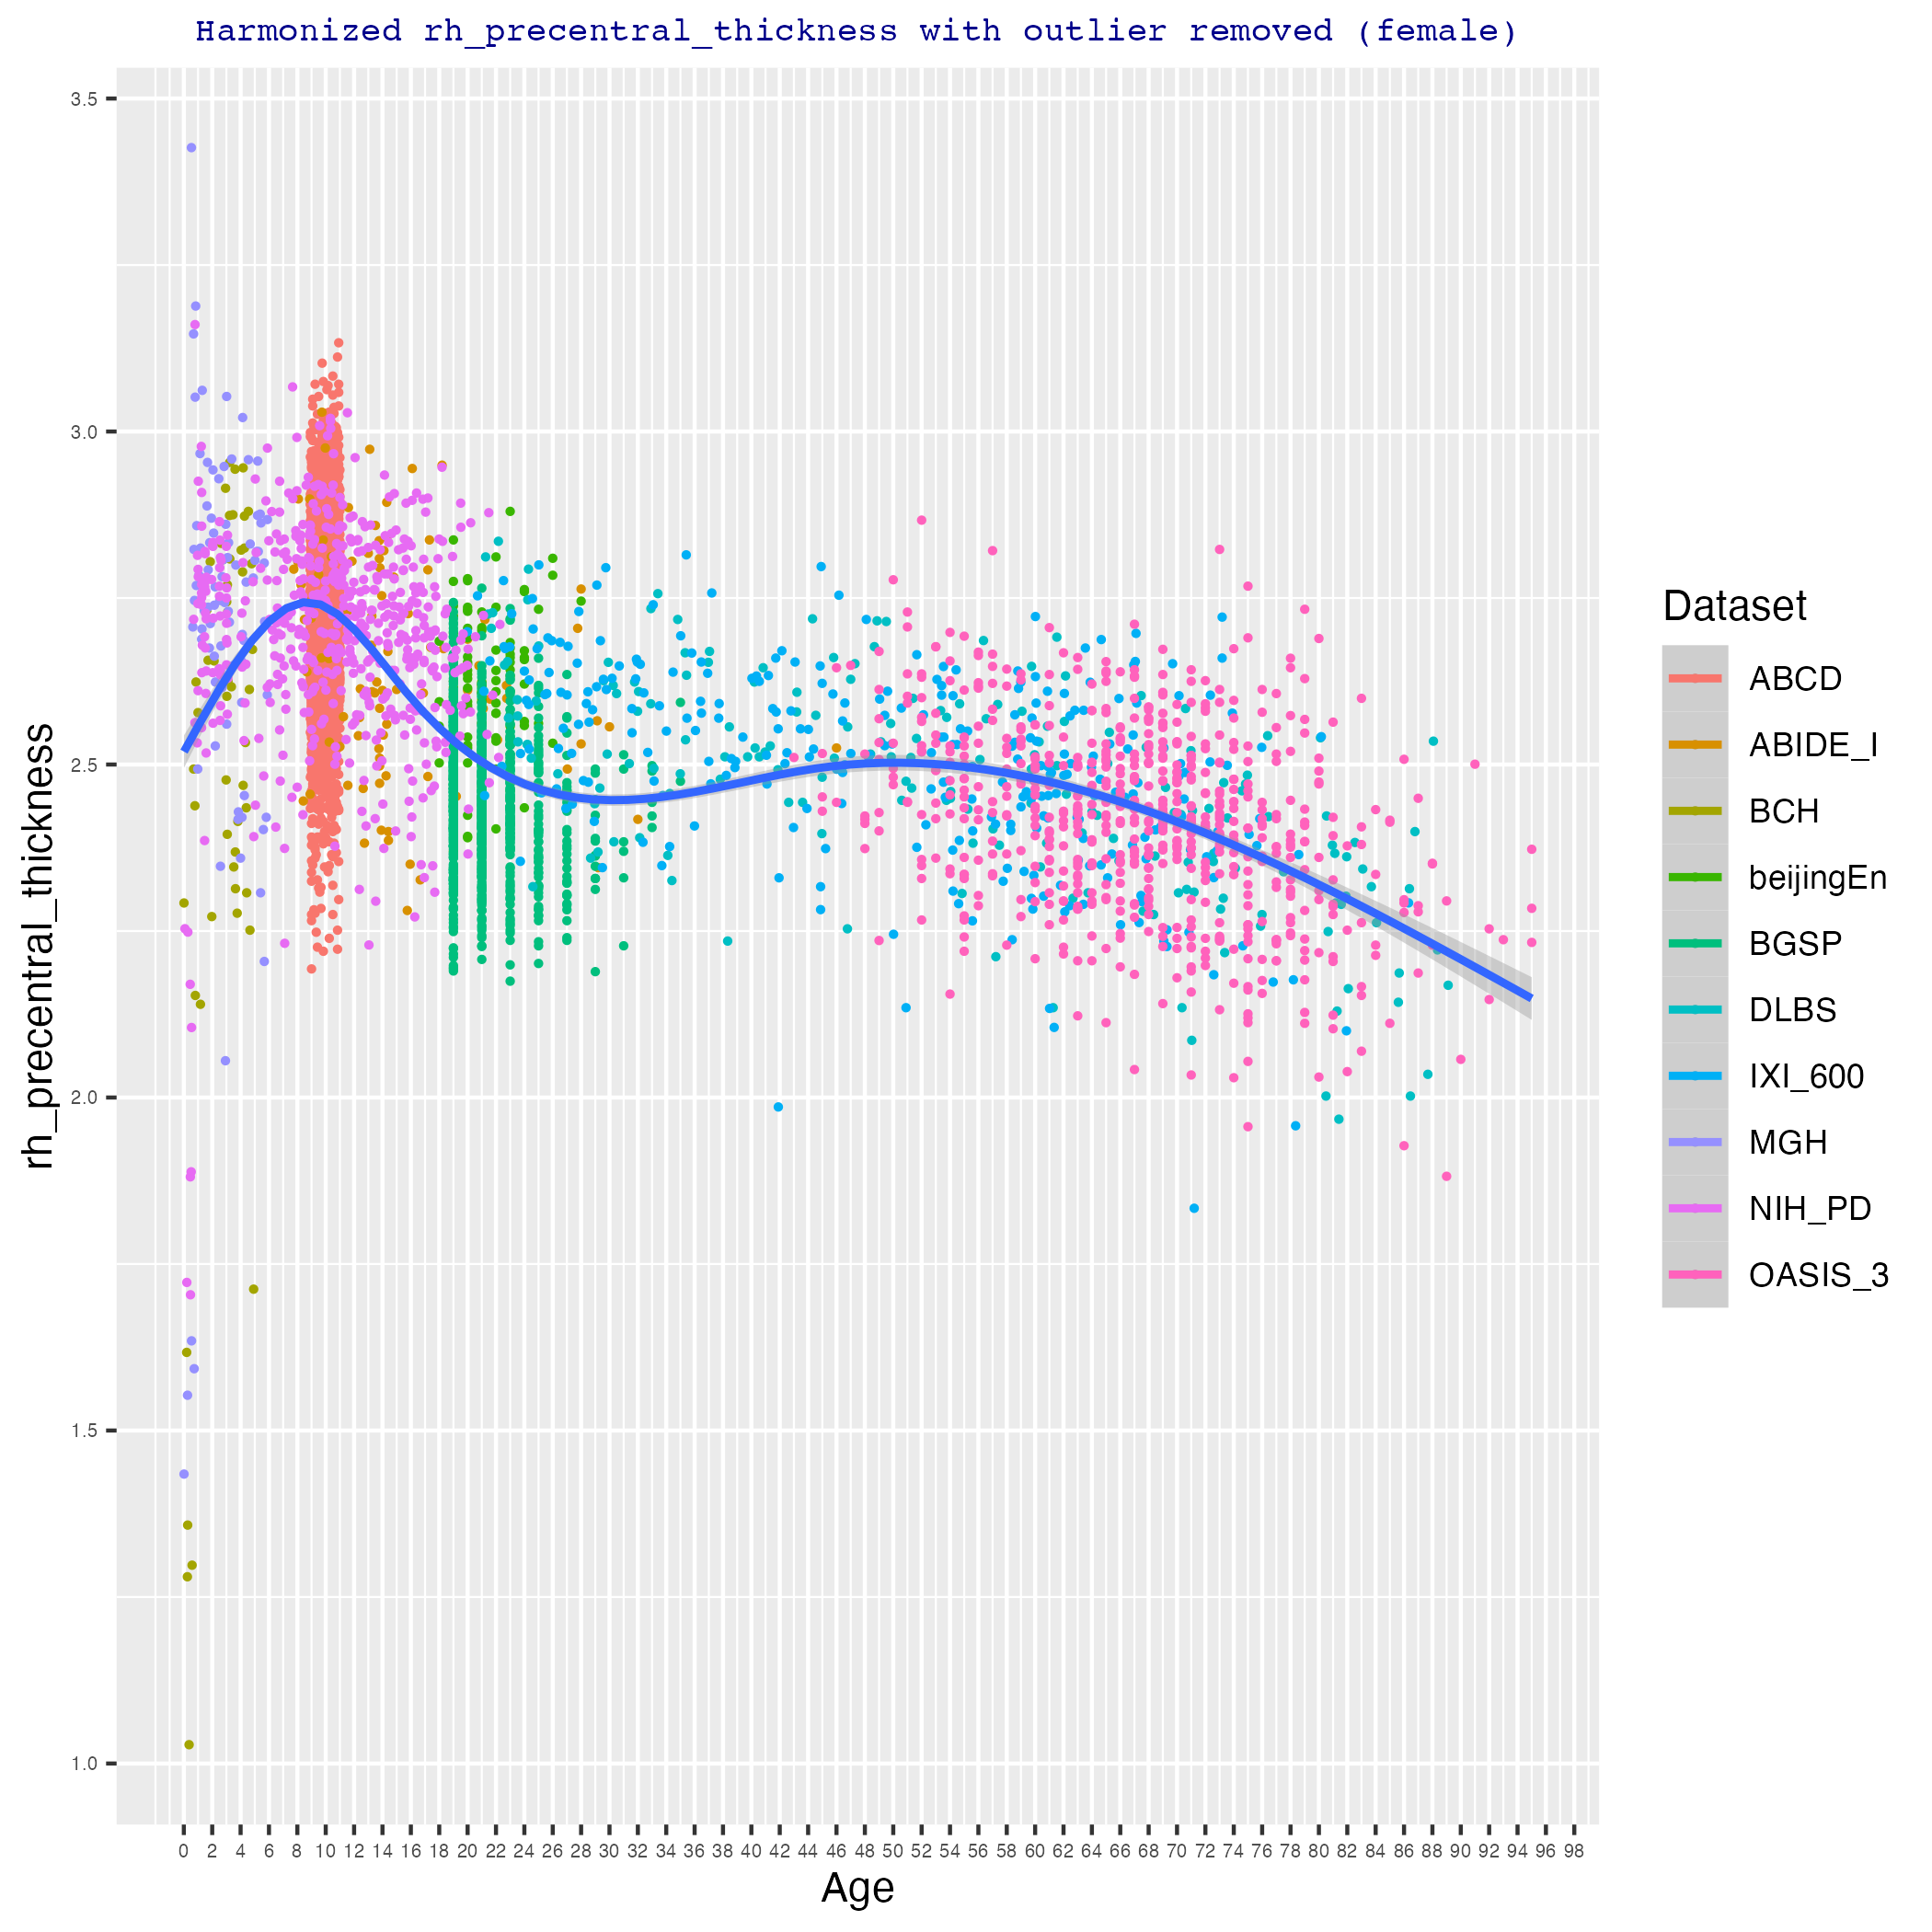 Harmonized rh_precentral_thickness with outlier removed (female)
3.5
3.0
2.5
2.0
1.5
1.0
rh_precentral_thickness
0 2 4 6 8 10 12 14 16 18 20 22 24 26 28 30 32 34 36 38 40 42 44 46 48 50 52 54 56 58 60 62 64 66 68 70 72 74 76 78 80 82 84 86 88 90 92 94 96 98
Age
Dataset
ABCD
ABIDE_I
BCH
beijingEn
BGSP
DLBS
IXI_600
MGH
NIH_PD
OASIS_3